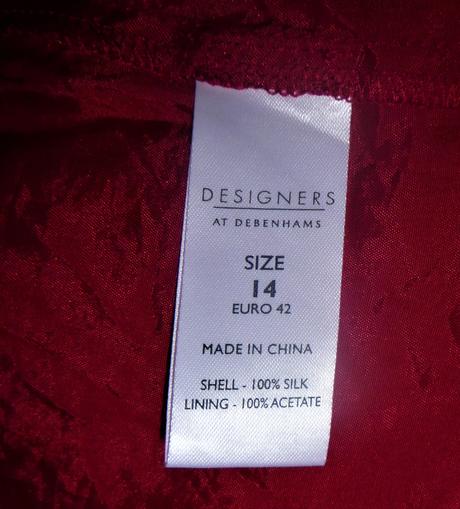 DESIGNERS
AT DEBENHAMS
SIZE
14
EURO 42
MADE IN CHINA
SHELL - 100% SILK
LINING - 100% ACETATE